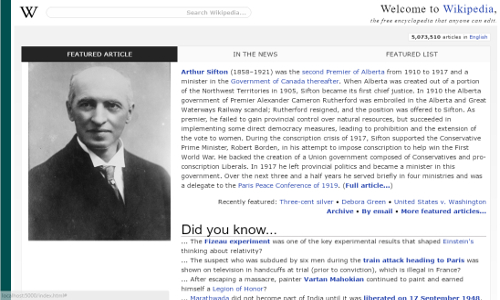 W
Search Wikipedia...
Welcome to Wikipedia,
the free encyclopedia that anyone can edit
5,073,510 articles in English
FEATURED ARTICLE
IN THE NEWS
FEATURED LIST
Arthur Sifton (1858–1921) was the second Premier of Alberta from 1910 to 1917 and a
minister in the Government of Canada thereafter. When Alberta was created out of a portion
of the Northwest Territories in 1905, Sifton became its first chief justice. In 1910 the Alberta
government of Premier Alexander Cameron Rutherford was embroiled in the Alberta and Great
Waterways Railway scandal; Rutherford resigned, and the position was offered to Sifton. As
premier, he failed to gain provincial control over natural resources, but succeeded in
implementing some direct democracy measures, leading to prohibition and the extension of
the vote to women. During the conscription crisis of 1917, Sifton supported the Conservative
Prime Minister, Robert Borden, in his attempt to impose conscription to help win the First
World War. He backed the creation of a Union government composed of Conservatives and pro-
conscription Liberals. In 1917 he left provincial politics and became a minister in this
government. Over the next three and a half years he served briefly in four ministries and was
a delegate to the Paris Peace Conference of 1919. (Full article...)
Recently featured: Three-cent silver • Debora Green • United States v. Washington
Archive • By email • More featured articles...
Did you know...
... The Fizeau experiment was one of the key experimental results that shaped Einstein's
thinking about relativity?
... The suspect who was subdued by six men during the train attack heading to Paris was
shown on television in handcuffs at trial (prior to conviction), which is illegal in France?
... After escaping a massacre, painter Vartan Mahokian continued to paint and earned
himself a Legion of Honor?
... Marathwada did not become part of India until it was liberated on 17 September 1948